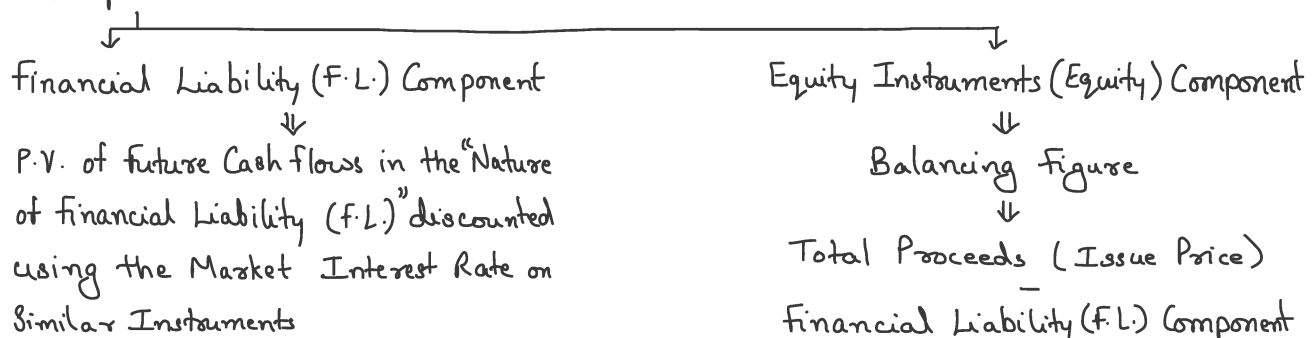 Financial Liability (F.L.) Component
P.V. of Future Cash flows in the "Nature
of Financial Liability (F.L.)" discounted
using the Market Interest Rate on
Similar Instruments
Equity Instruments (Equity) Component
Balancing Figure
Total Proceeds (Issue Price)
-
Financial Liability (F.L.) Component